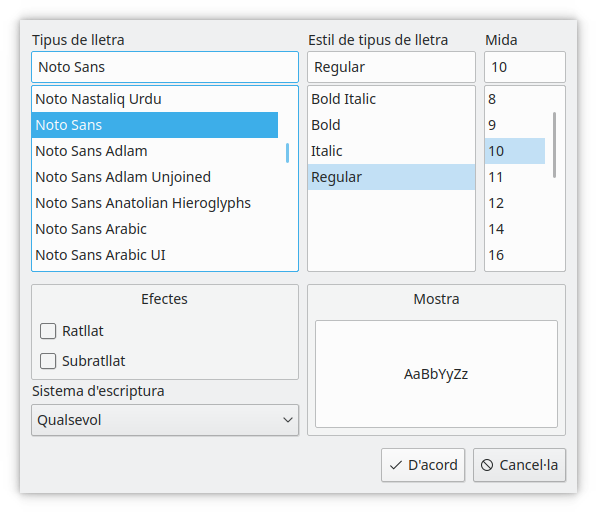 Tipus de lletra
Noto Sans
Noto Nastaliq Urdu
Noto Sans
Noto Sans Adlam
Noto Sans Adlam Unjoined
Noto Sans Anatolian Hieroglyphs
Noto Sans Arabic
Noto Sans Arabic UI
Estil de tipus de lletra
Regular
Bold Italic
Bold
Italic
Regular
Mida
10
8
9
10
11
12
14
16
Efectes
Ratllat
Subratllat
Sistema d'escriptura
Qualsevol
Mostra
AaBbYyZz
D'acord
Cancel·la